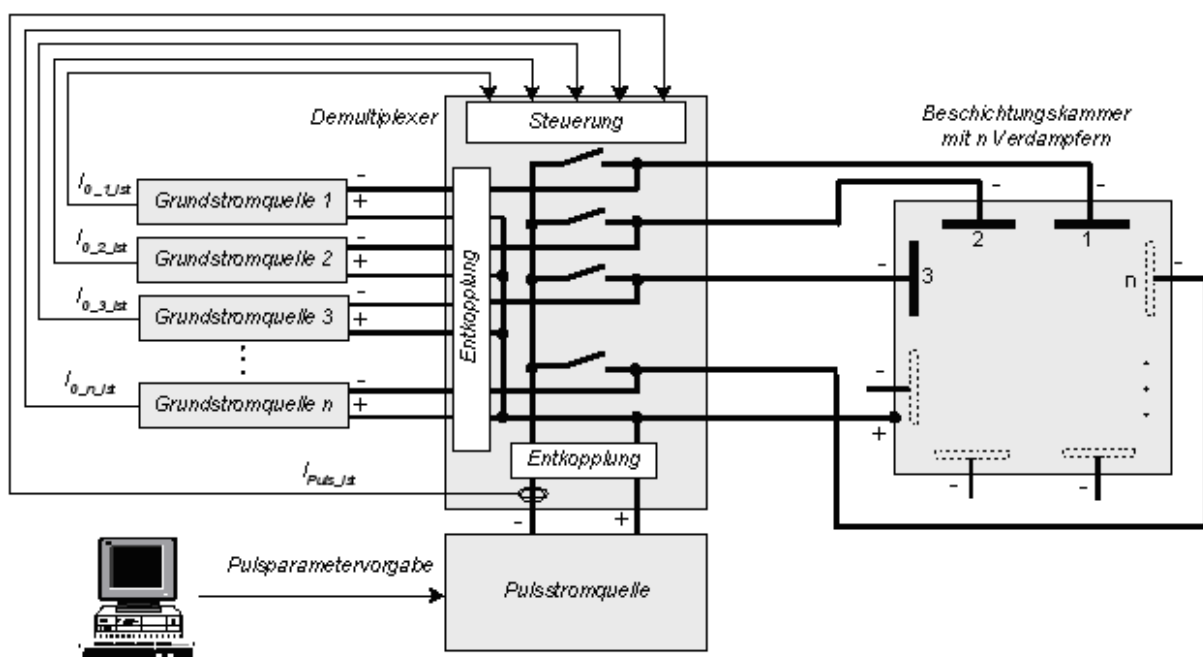 Demultiplexer
Steuerung
Beschichtungskammer
mit n Verdampfern
I0_1_Ist
Grundstromquelle 1
-
+
I0_2_Ist
Grundstromquelle 2
-
+
I0_3_Ist
Grundstromquelle 3
-
+
I0_n_Ist
Grundstromquelle n
-
+
Entkopplung
Entkopplung
IPuls_Ist
-
+
-
-
2
1
-
3
n
-
-
+
-
-
Pulsparametervorgabe
Pulsstromquelle